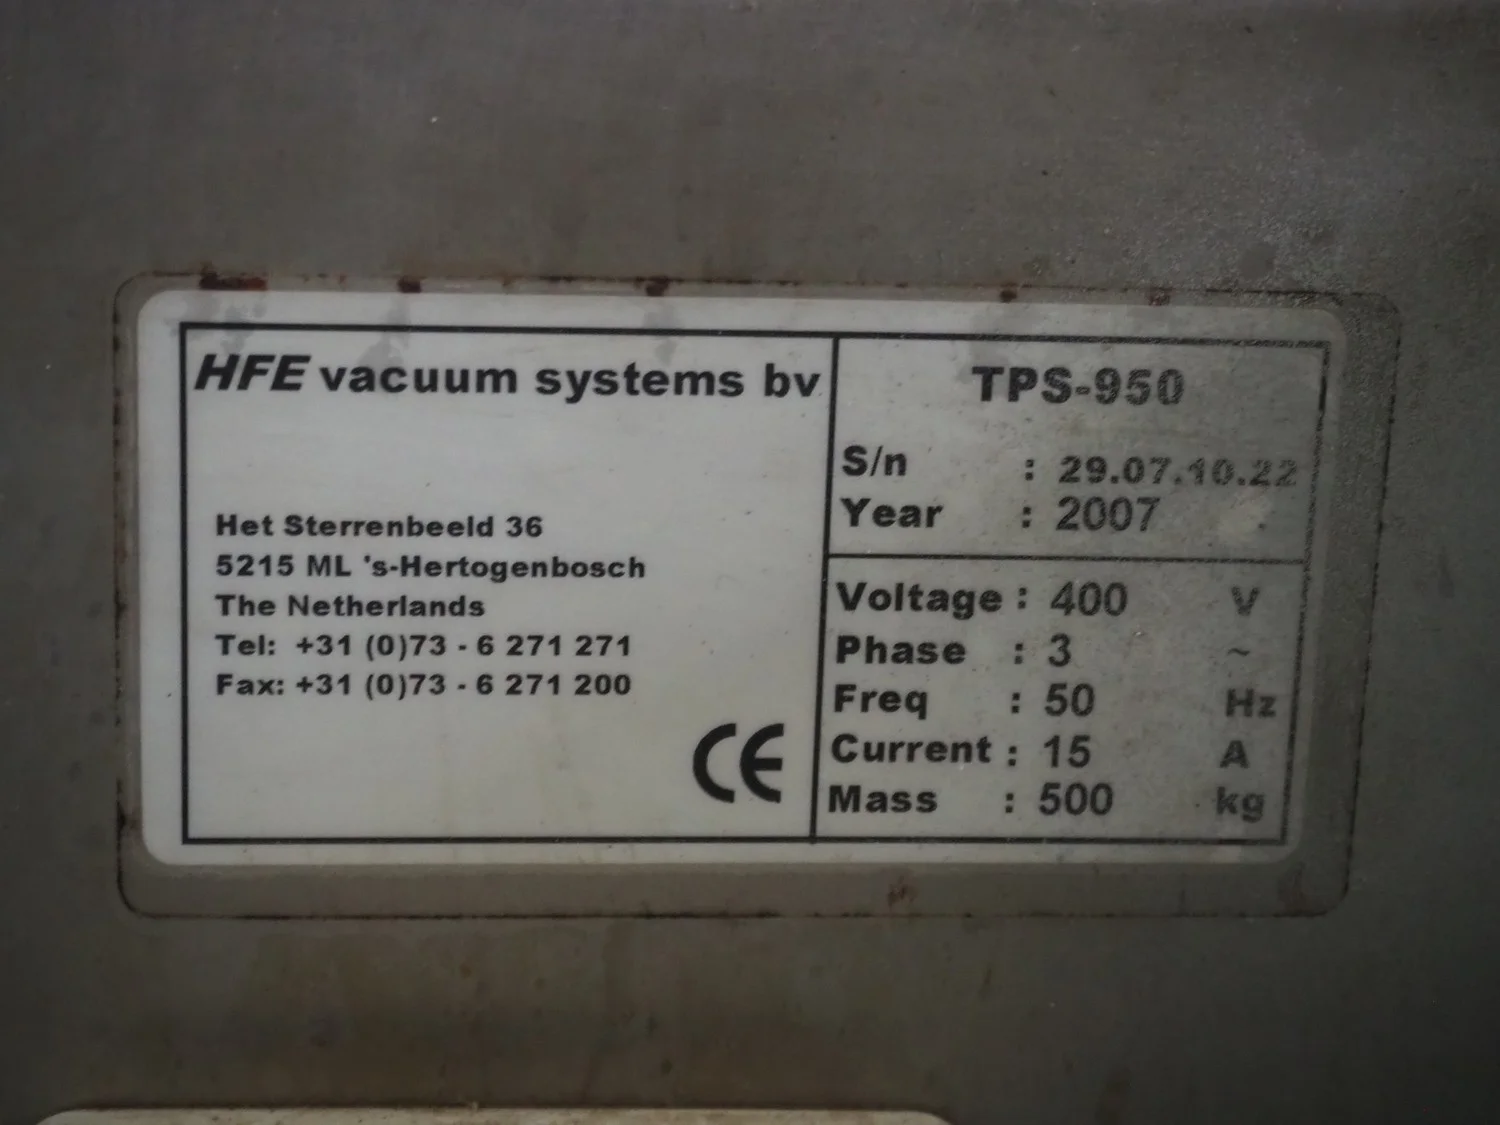 HFE vacuum systems bv
Het Sterrenbeeld 36
5215 ML 's-Hertogenbosch
The Netherlands
Tel: +31 (0)73 - 6 271 271
Fax: +31 (0)73 - 6 271 200
CE
TPS-950
S/n : 29.07.10.22
Year : 2007
Voltage : 400 V
Phase : 3 ~
Freq : 50 Hz
Current : 15 A
Mass : 500 kg